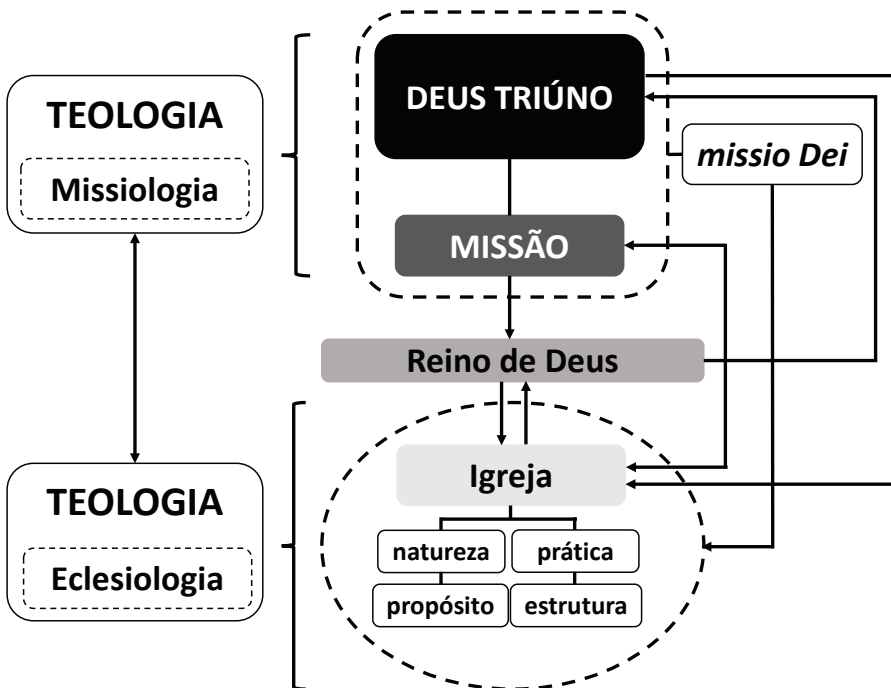 DEUS TRIÚNO
TEOLOGIA
Missiologia
missio Dei
MISSÃO
Reino de Deus
Igreja
TEOLOGIA
Eclesiologia
natureza
prática
propósito
estrutura